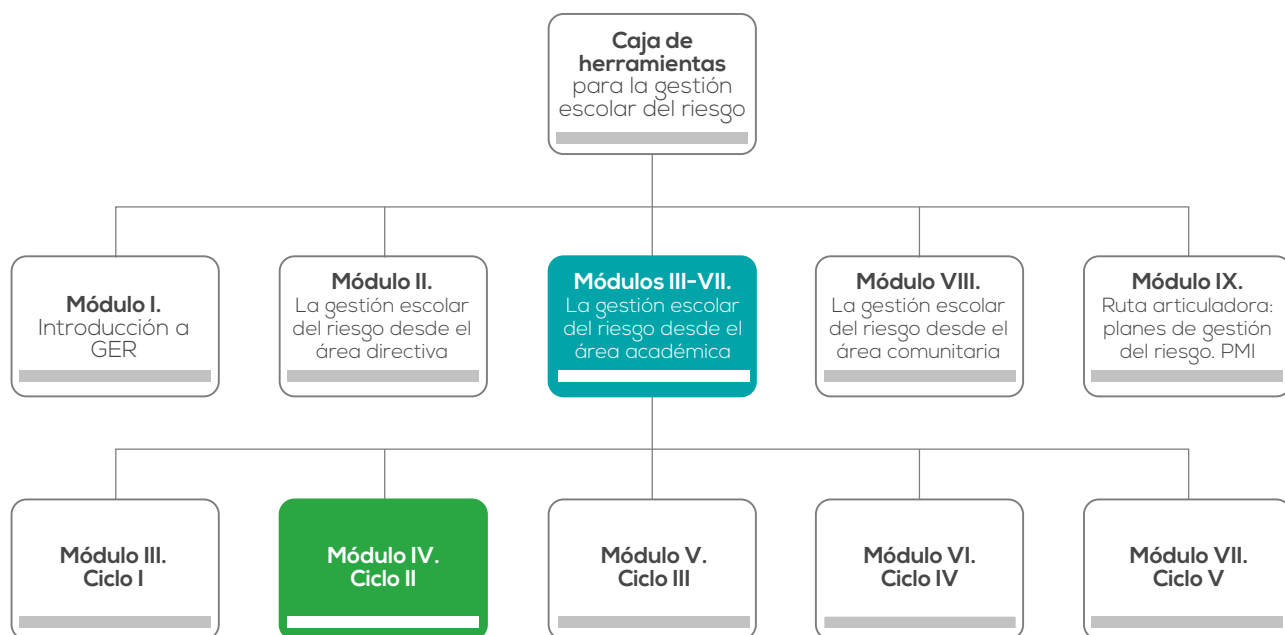 Caja de
herramientas
para la gestión
escolar del riesgo
Módulo I.
Introducción a
GER
Módulo II.
La gestión escolar
del riesgo desde el
área directiva
Módulos III-VII.
La gestión escolar
del riesgo desde el
área académica
Módulo VIII.
La gestión escolar
del riesgo desde el
área comunitaria
Módulo IX.
Ruta articuladora:
planes de gestión
del riesgo. PMI
Módulo III.
Ciclo I
Módulo IV.
Ciclo II
Módulo V.
Ciclo III
Módulo VI.
Ciclo IV
Módulo VII.
Ciclo V